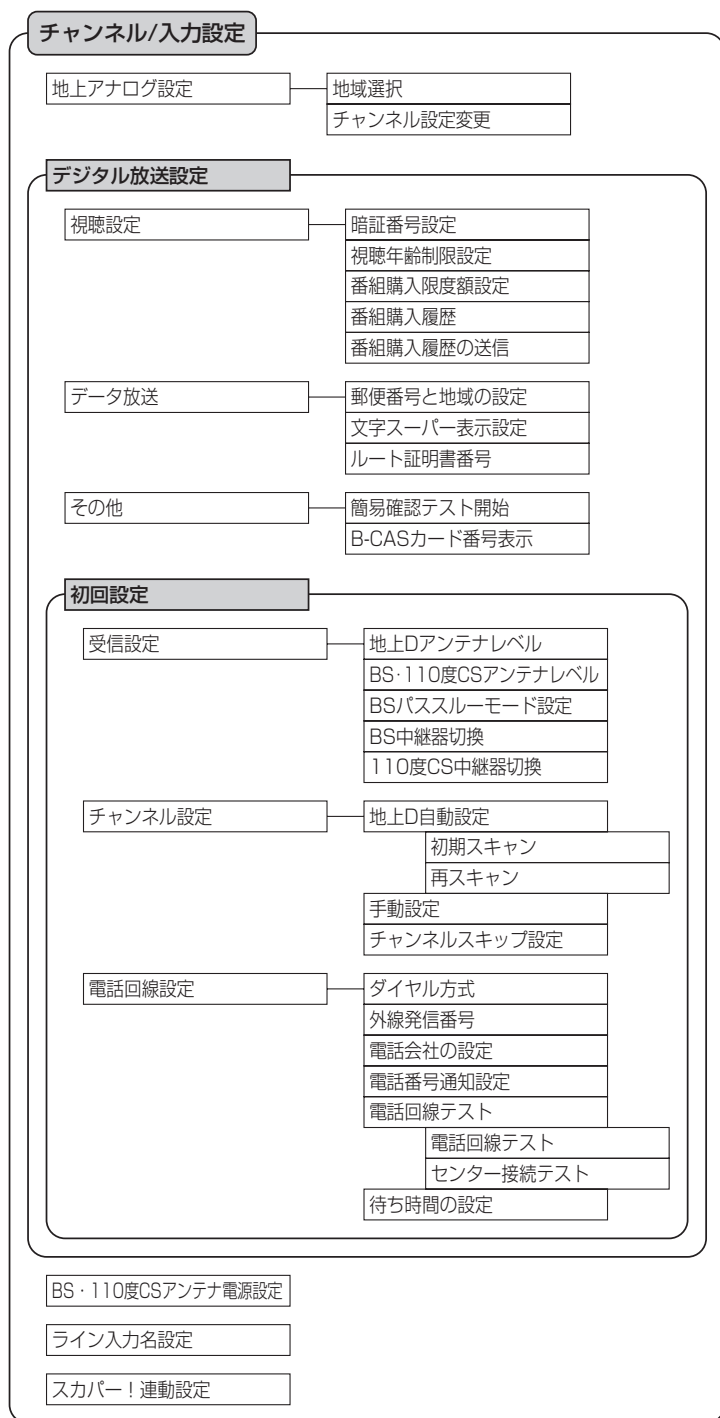 チャンネル/入力設定
地上アナログ設定
地域選択
チャンネル設定変更
デジタル放送設定
視聴設定
暗証番号設定
視聴年齢制限設定
番組購入限度額設定
番組購入履歴
番組購入履歴の送信
データ放送
郵便番号と地域の設定
文字スーパー表示設定
ルート証明書番号
その他
簡易確認テスト開始
B-CASカード番号表示
初回設定
受信設定
地上Dアンテナレベル
BS·110度CSアンテナレベル
BSパススルーモード設定
BS中継器切換
110度CS中継器切換
チャンネル設定
地上D自動設定
初期スキャン
再スキャン
手動設定
チャンネルスキップ設定
電話回線設定
ダイヤル方式
外線発信番号
電話会社の設定
電話番号通知設定
電話回線テスト
電話回線テスト
センター接続テスト
待ち時間の設定
BS・110度CSアンテナ電源設定
ライン入力名設定
スカパー！連動設定